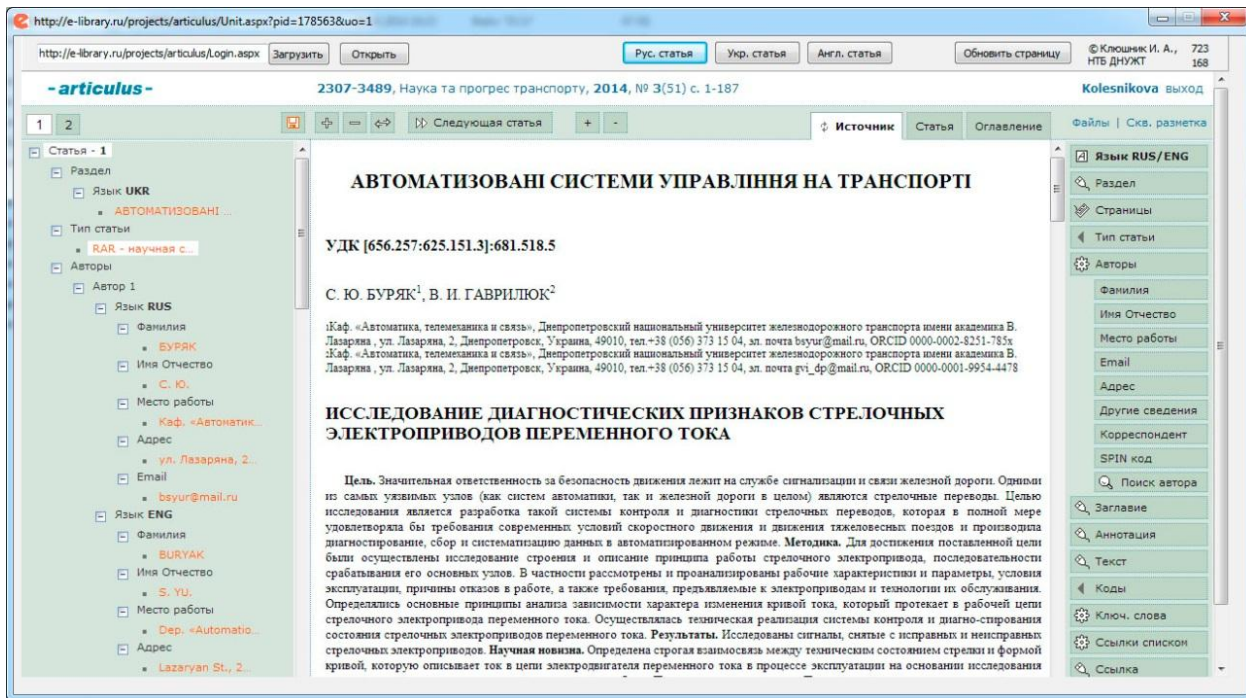 http://e-library.ru/projects/articulus/Unit.aspx?pid=178563&uo=1
http://e-library.ru/projects/articulus/Login.aspx Загрузить Открыть Рус. статья Укр. статья Англ. статья Обновить страницу © Клюшник И. А., НТБ ДНУЖТ 723 168
-articulus- 2307-3489, Наука та прогрес транспорту, 2014, № 3(51) с. 1-187 Kolesnikova выход
1 2 Следующая статья + - Источник Статья Оглавление Файлы | Скв. разметка
Статья - 1
Раздел
Язык UKR
АВТОМАТИЗОВАНІ ...
Тип статьи
RAR - научная с...
Авторы
Автор 1
Язык RUS
Фамилия
БУРЯК
Имя Отчество
С. Ю.
Место работы
Каф. «Автоматик...
Адрес
ул. Лазаряна, 2...
Email
bsyur@mail.ru
Язык ENG
Фамилия
BURYAK
Имя Отчество
S. YU.
Место работы
Dep. «Automatio...
Адрес
Lazaryan St., 2...
АВТОМАТИЗОВАНІ СИСТЕМИ УПРАВЛІННЯ НА ТРАНСПОРТІ
УДК [656.257:625.151.3]:681.518.5
С. Ю. БУРЯК1, В. И. ГАВРИЛЮК2
1Каф. «Автоматика, телемеханика и связь», Днепропетровский национальный университет железнодорожного транспорта имени академика В.
Лазаряна , ул. Лазаряна, 2, Днепропетровск, Украина, 49010, тел.+38 (056) 373 15 04, эл. почта bsyur@mail.ru, ORCID 0000-0002-8251-785x
2Каф. «Автоматика, телемеханика и связь», Днепропетровский национальный университет железнодорожного транспорта имени академика В.
Лазаряна , ул. Лазаряна, 2, Днепропетровск, Украина, 49010, тел.+38 (056) 373 15 04, эл. почта gvi_dp@mail.ru, ORCID 0000-0001-9954-4478
ИССЛЕДОВАНИЕ ДИАГНОСТИЧЕСКИХ ПРИЗНАКОВ СТРЕЛОЧНЫХ
ЭЛЕКТРОПРИВОДОВ ПЕРЕМЕННОГО ТОКА
Цель. Значительная ответственность за безопасность движения лежит на службе сигнализации и связи железной дороги. Одними
из самых уязвимых узлов (как систем автоматики, так и железной дороги в целом) являются стрелочные переводы. Целью
исследования является разработка такой системы контроля и диагностики стрелочных переводов, которая в полной мере
удовлетворяла бы требования современных условий скоростного движения и движения тяжеловесных поездов и производила
диагностирование, сбор и систематизацию данных в автоматизированном режиме. Методика. Для достижения поставленной цели
были осуществлены исследование строения и описание принципа работы стрелочного электропривода, последовательности
срабатывания его основных узлов. В частности рассмотрены и проанализированы рабочие характеристики и параметры, условия
эксплуатации, причины отказов в работе, а также требования, предъявляемые к электроприводам и технологии их обслуживания.
Определялись основные принципы анализа зависимости характера изменения кривой тока, который протекает в рабочей цепи
стрелочного электропривода переменного тока. Осуществлялась техническая реализация системы контроля и диагно-стирования
состояния стрелочных электроприводов переменного тока. Результаты. Исследованы сигналы, снятые с исправных и неисправных
стрелочных электроприводов. Научная новизна. Определена строгая взаимосвязь между техническим состоянием стрелки и формой
кривой, которую описывает ток в цепи электродвигателя переменного тока в процессе эксплуатации на основании исследования
Язык RUS/ENG
Раздел
Страницы
Тип статьи
Авторы
Фамилия
Имя Отчество
Место работы
Email
Адрес
Другие сведения
Корреспондент
SPIN код
Поиск автора
Заглавие
Аннотация
Текст
Коды
Ключ. слова
Ссылки списком
Ссылка